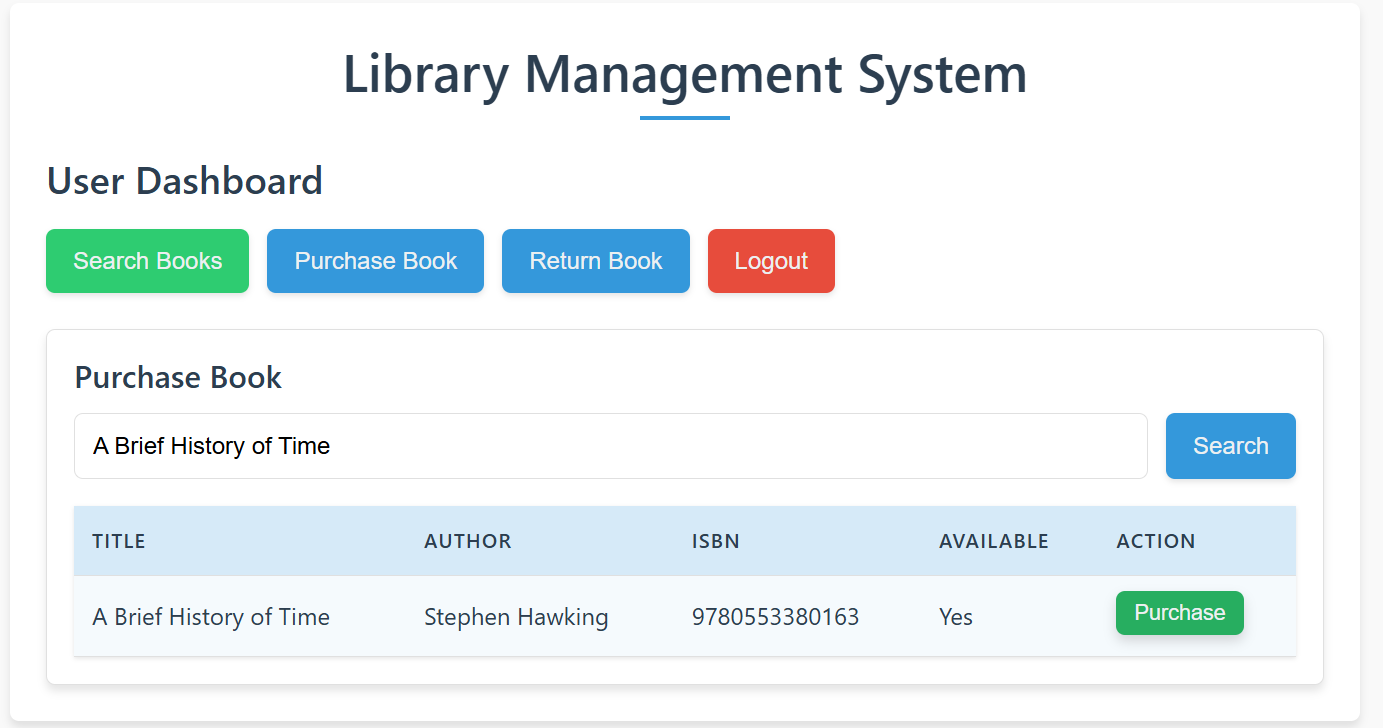 Library Management System
User Dashboard
Search Books Purchase Book Return Book Logout
Purchase Book
A Brief History of Time Search
TITLE AUTHOR ISBN AVAILABLE ACTION
A Brief History of Time Stephen Hawking 9780553380163 Yes Purchase